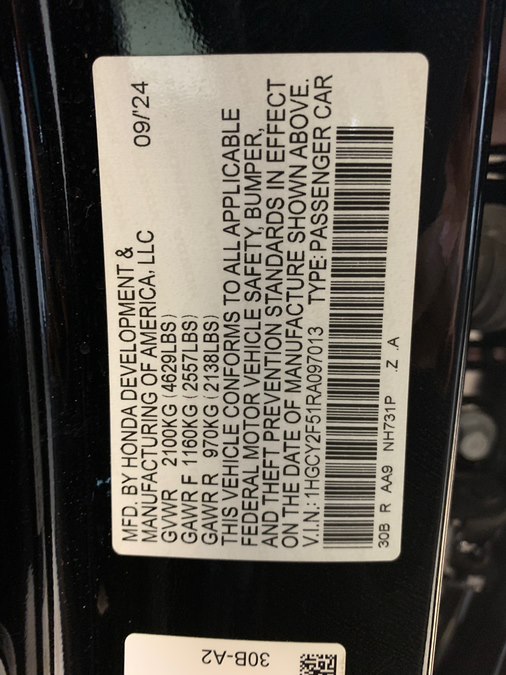 MFD. BY HONDA DEVELOPMENT & 09/'24
MANUFACTURING OF AMERICA, LLC
GVWR 2100KG (4629LBS)
GAWR F 1160KG (2557LBS)
GAWR R 970KG (2138LBS)
THIS VEHICLE CONFORMS TO ALL APPLICABLE
FEDERAL MOTOR VEHICLE SAFETY, BUMPER,
AND THEFT PREVENTION STANDARDS IN EFFECT
ON THE DATE OF MANUFACTURE SHOWN ABOVE.
V.I.N.: 1HGCY2F51RA097013 TYPE: PASSENGER CAR
30B R AA9 NH731P Z .A
30B-A2